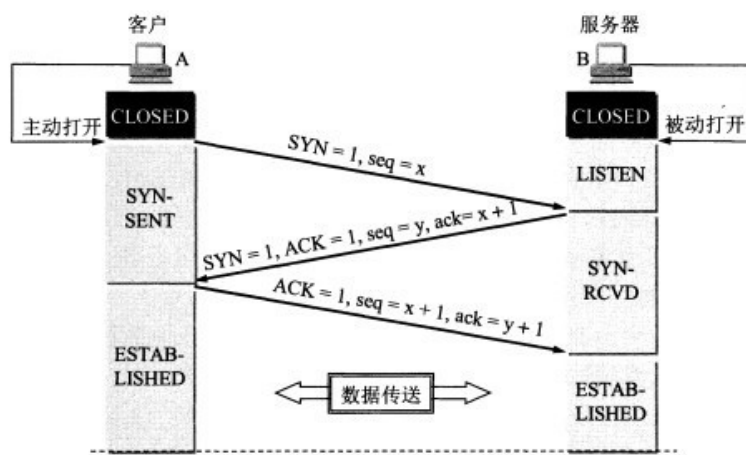 客户
服务器
A
B
CLOSED
CLOSED
主动打开
被动打开
SYN = 1, seq = x
LISTEN
SYN-
SENT
SYN = 1, ACK = 1, seq = y, ack= x + 1
SYN-
RCVD
ACK = 1, seq = x + 1, ack = y + 1
ESTAB-
LISHED
数据传送
ESTAB-
LISHED